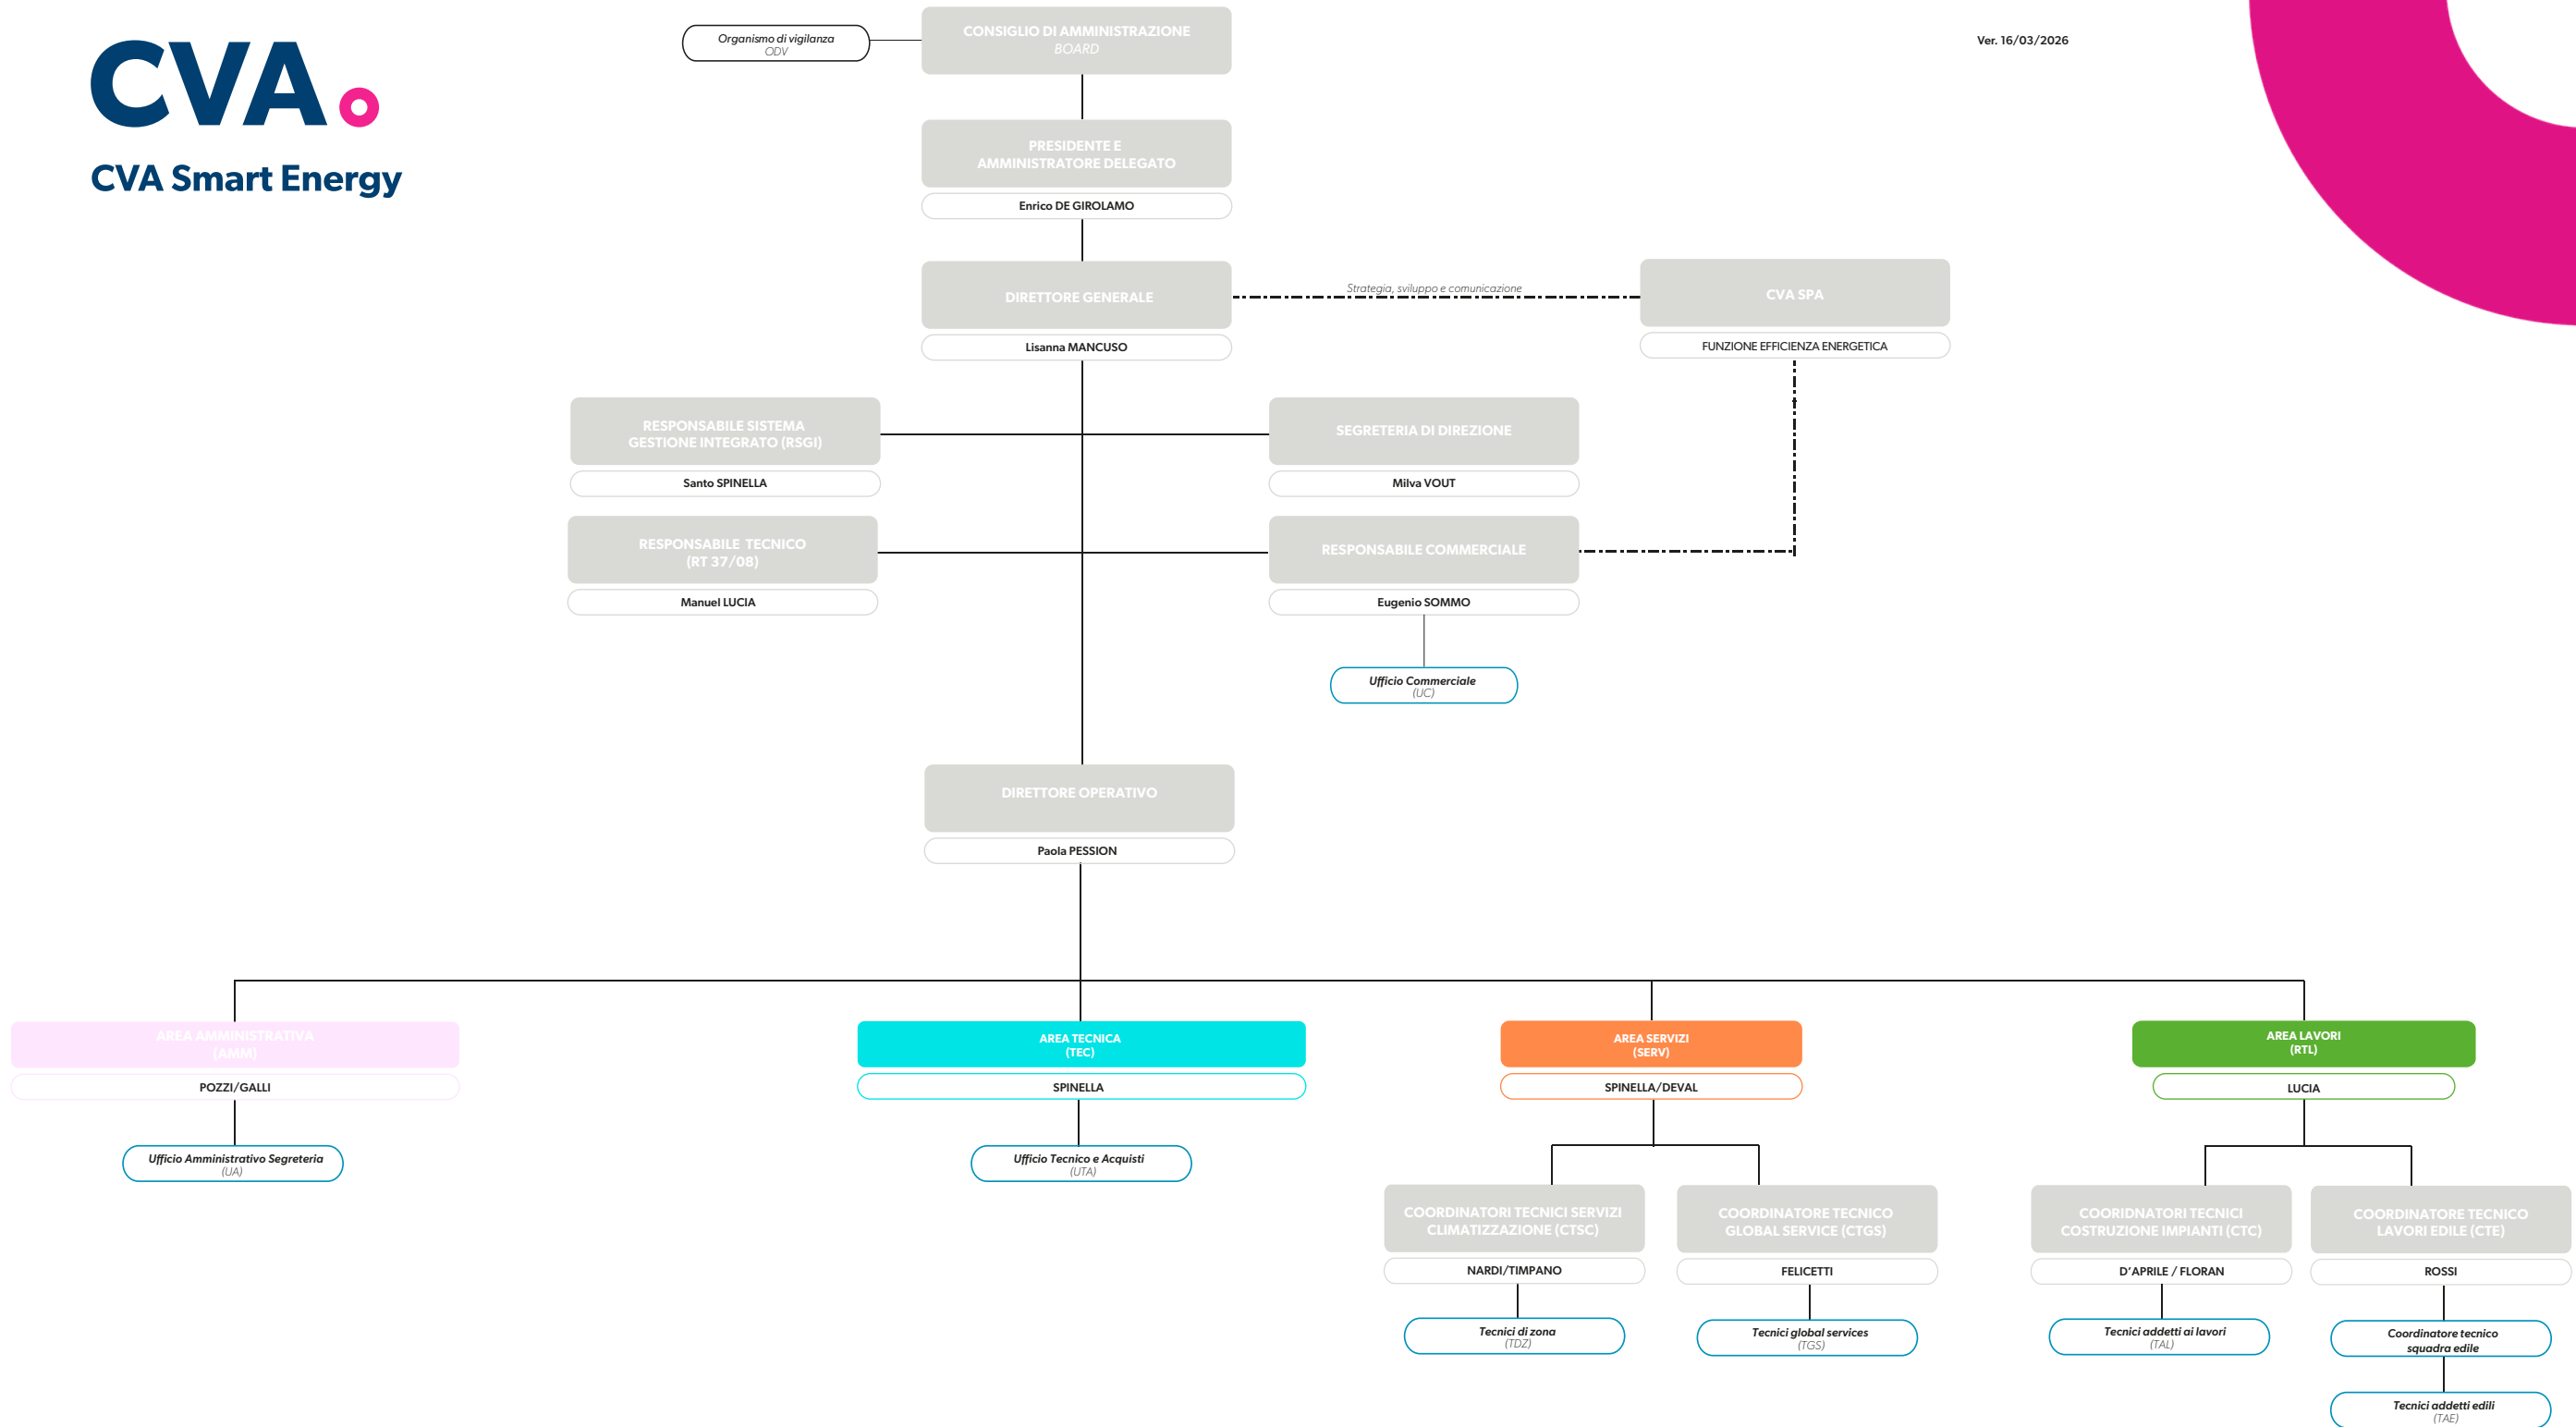 CVA
CVA Smart Energy
Organismo di vigilanza
ODV
CONSIGLIO DI AMMINISTRAZIONE
BOARD
Ver. 16/03/2026
PRESIDENTE E
AMMINISTRATORE DELEGATO
Enrico DE GIROLAMO
DIRETTORE GENERALE
Lisanna MANCUSO
Strategia, sviluppo e comunicazione
CVA SPA
FUNZIONE EFFICIENZA ENERGETICA
RESPONSABILE SISTEMA
GESTIONE INTEGRATO (RSGI)
Santo SPINELLA
SEGRETERIA DI DIREZIONE
Milva VOUT
RESPONSABILE TECNICO
(RT 37/08)
Manuel LUCIA
RESPONSABILE COMMERCIALE
Eugenio SOMMO
Ufficio Commerciale
(UC)
DIRETTORE OPERATIVO
Paola PESSION
AREA AMMINISTRATIVA
(AMM)
POZZI/GALLI
Ufficio Amministrativo Segreteria
(UA)
AREA TECNICA
(TEC)
SPINELLA
Ufficio Tecnico e Acquisti
(UTA)
AREA SERVIZI
(SERV)
SPINELLA/DEVAL
COORDINATORI TECNICI SERVIZI
CLIMATIZZAZIONE (CTSC)
NARDI/TIMPANO
Tecnici di zona
(TDZ)
COORDINATORE TECNICO
GLOBAL SERVICE (CTGS)
FELICETTI
Tecnici global services
(TGS)
AREA LAVORI
(RTL)
LUCIA
COORIDNATORI TECNICI
COSTRUZIONE IMPIANTI (CTC)
D'APRILE / FLORAN
Tecnici addetti ai lavori
(TAL)
COORDINATORE TECNICO
LAVORI EDILE (CTE)
ROSSI
Coordinatore tecnico
squadra edile
Tecnici addetti edili
(TAE)